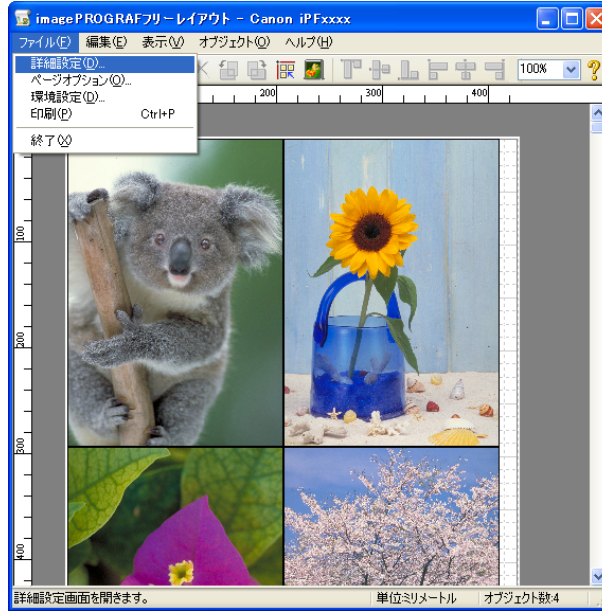 imagePROGRAFフリーレイアウト - Canon iPFxxxx
ファイル(F) 編集(E) 表示(V) オブジェクト(O) ヘルプ(H)
詳細設定(D)...
ページオプション(O)...
環境設定(D)...
印刷(P) Ctrl+P
終了(X)
100%
200 300 400
100
200
300
400
詳細設定画面を開きます。 単位:ミリメートル オブジェクト数:4